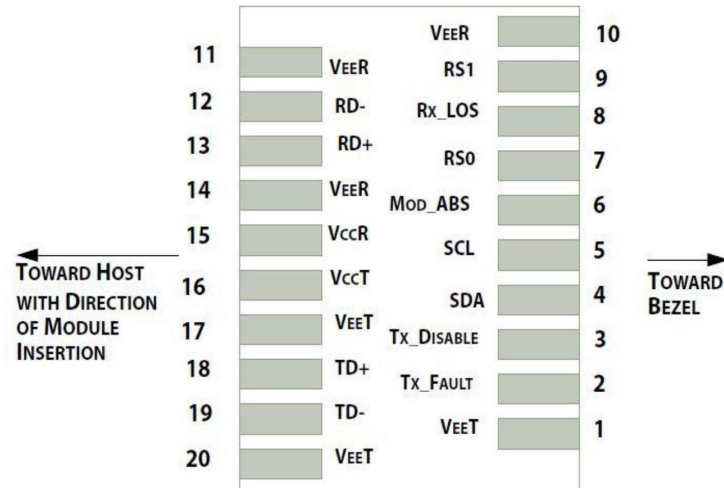 11 VEER
12 RD-
13 RD+
14 VEER
15 VCCR
16 VCCT
17 VEET
18 TD+
19 TD-
20 VEET
VEER 10
RS1 9
RX_LOS 8
RS0 7
MOD_ABS 6
SCL 5
SDA 4
TX_DISABLE 3
TX_FAULT 2
VEET 1
TOWARD HOST
WITH DIRECTION
OF MODULE
INSERTION
TOWARD
BEZEL